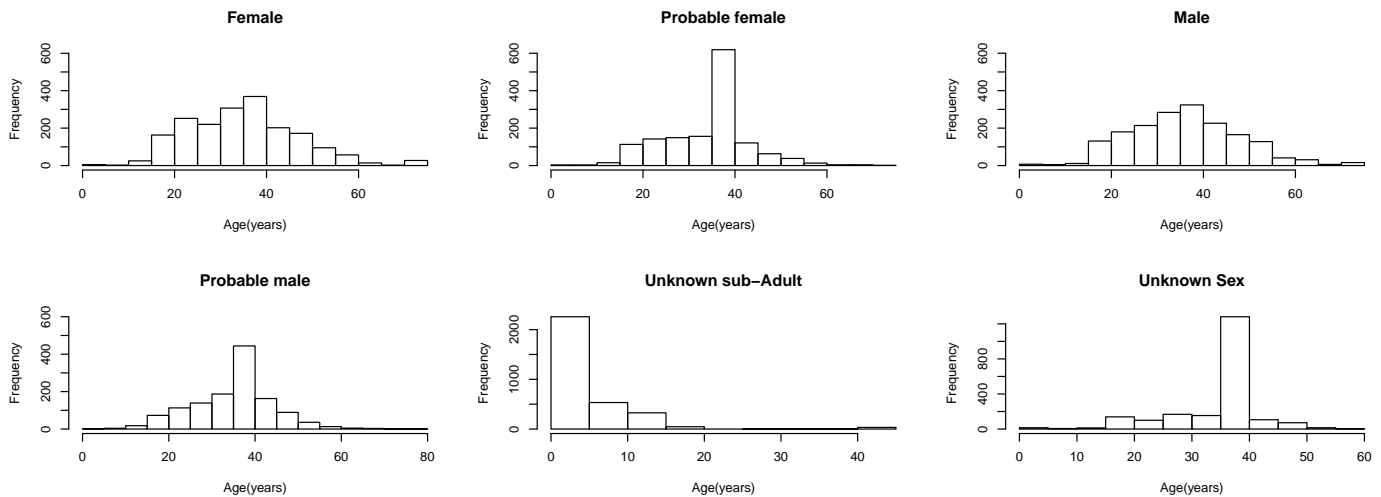 Female
Frequency
0 200 400 600
0 20 40 60
Age(years)
Probable female
Frequency
0 200 400 600
0 20 40 60
Age(years)
Male
Frequency
0 200 400 600
0 20 40 60
Age(years)
Probable male
Frequency
0 200 400 600
0 20 40 60 80
Age(years)
Unknown sub−Adult
Frequency
0 1000 2000
0 10 20 30 40
Age(years)
Unknown Sex
Frequency
0 400 800
0 10 20 30 40 50 60
Age(years)